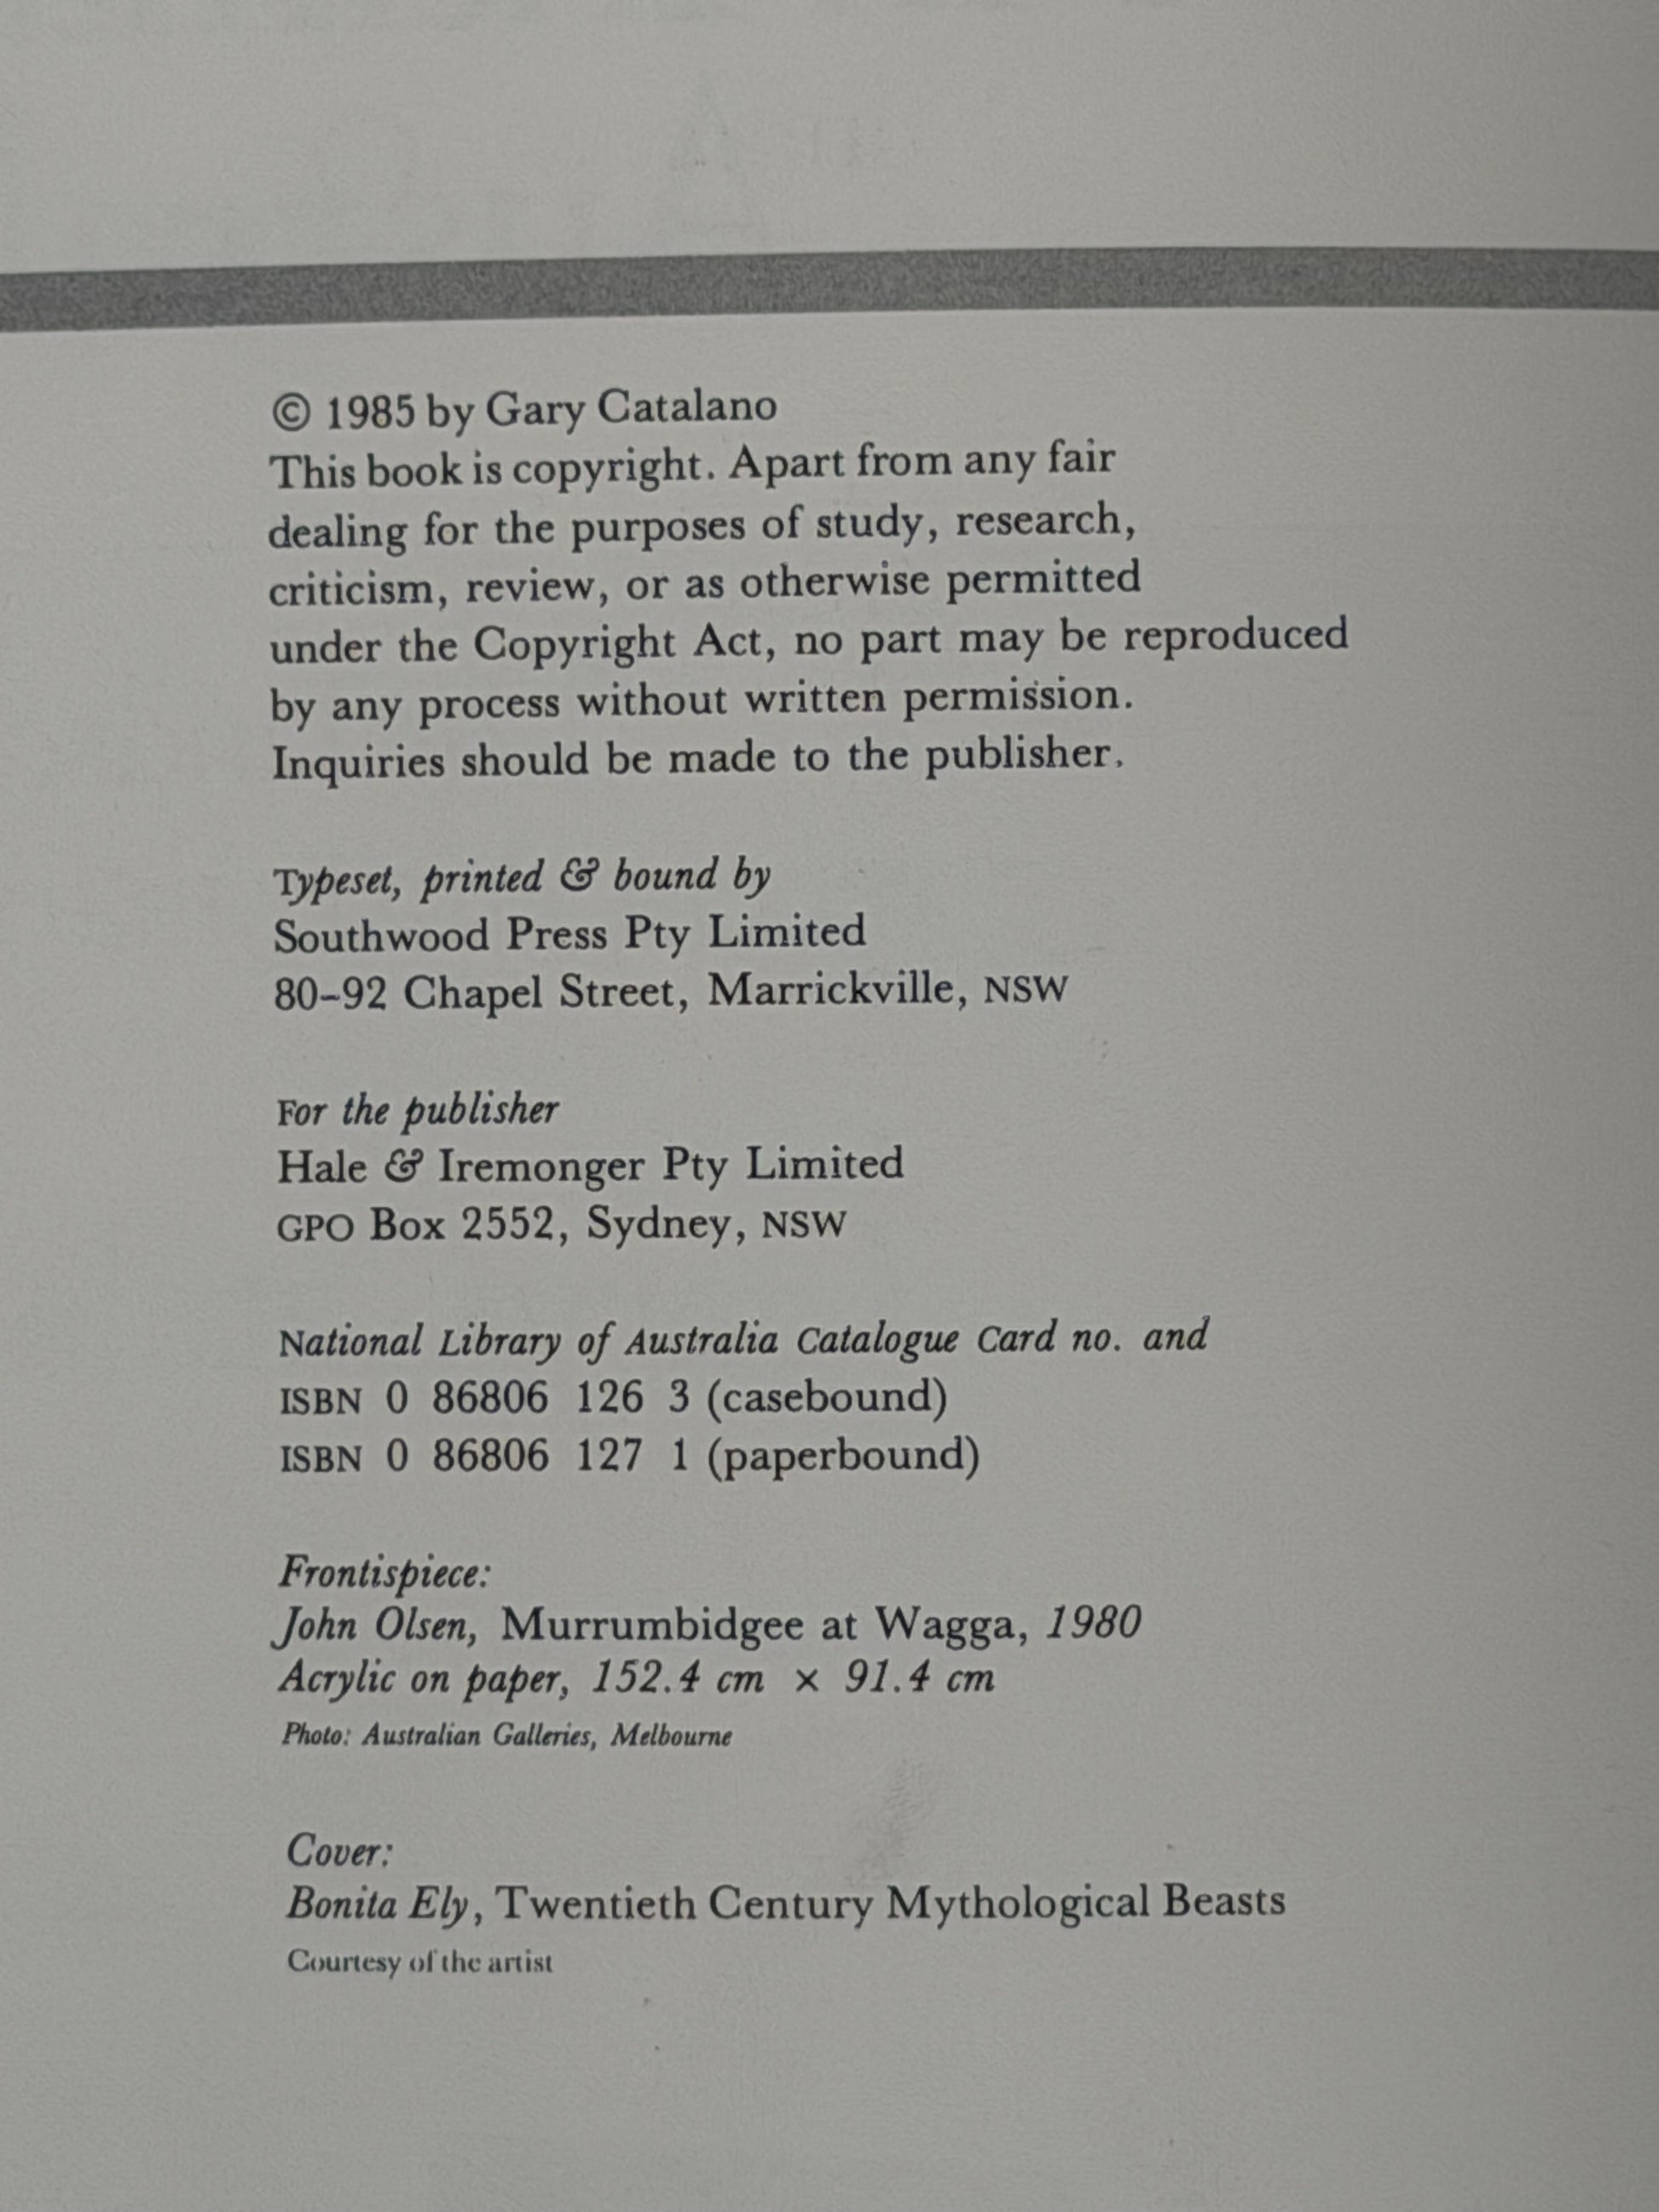 © 1985 by Gary Catalano
This book is copyright. Apart from any fair
dealing for the purposes of study, research,
criticism, review, or as otherwise permitted
under the Copyright Act, no part may be reproduced
by any process without written permission.
Inquiries should be made to the publisher.
Typeset, printed & bound by
Southwood Press Pty Limited
80–92 Chapel Street, Marrickville, NSW
For the publisher
Hale & Iremonger Pty Limited
GPO Box 2552, Sydney, NSW
National Library of Australia Catalogue Card no. and
ISBN 0 86806 126 3 (casebound)
ISBN 0 86806 127 1 (paperbound)
Frontispiece:
John Olsen, Murrumbidgee at Wagga, 1980
Acrylic on paper, 152.4 cm × 91.4 cm
Photo: Australian Galleries, Melbourne
Cover:
Bonita Ely, Twentieth Century Mythological Beasts
Courtesy of the artist